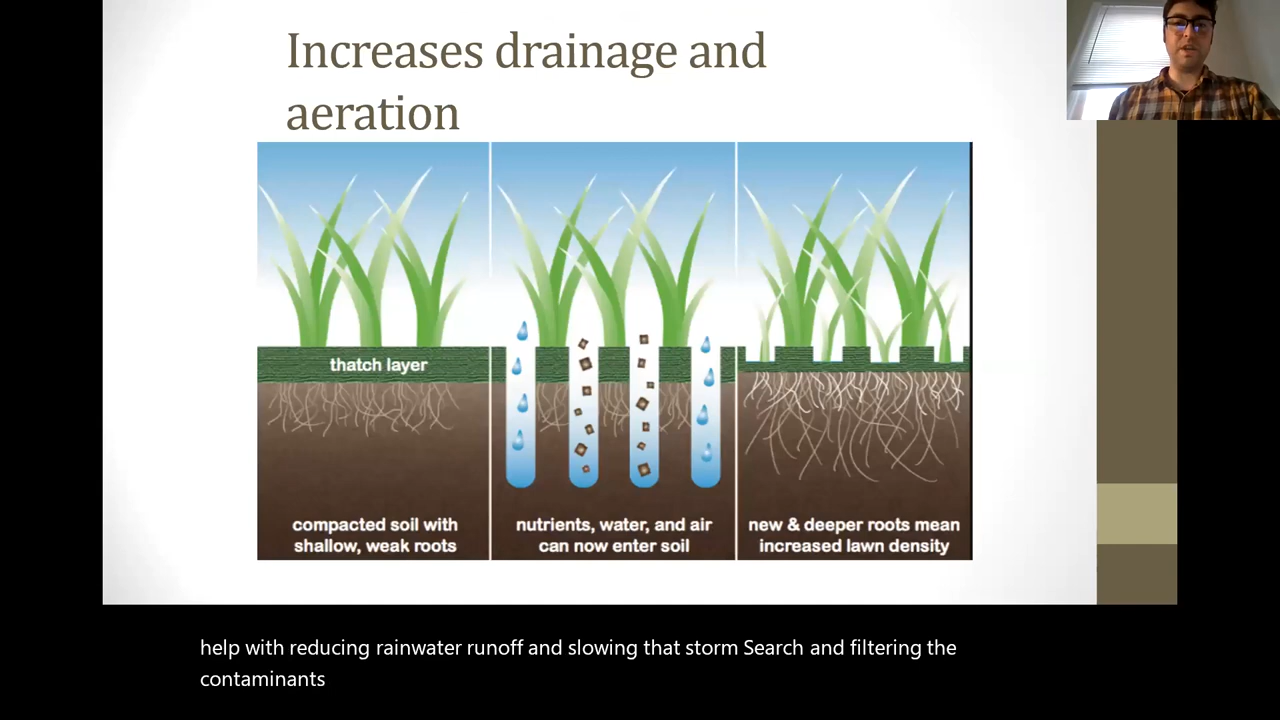 Increases drainage and
aeration
thatch layer
compacted soil with
shallow, weak roots
nutrients, water, and air
can now enter soil
new & deeper roots mean
increased lawn density
help with reducing rainwater runoff and slowing that storm Search and filtering the
contaminants